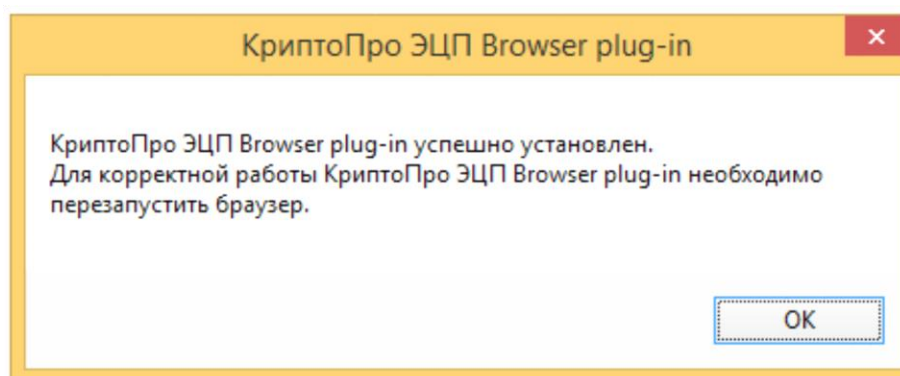 КриптоПро ЭЦП Browser plug-in
КриптоПро ЭЦП Browser plug-in успешно установлен.
Для корректной работы КриптоПро ЭЦП Browser plug-in необходимо
перезапустить браузер.
OK